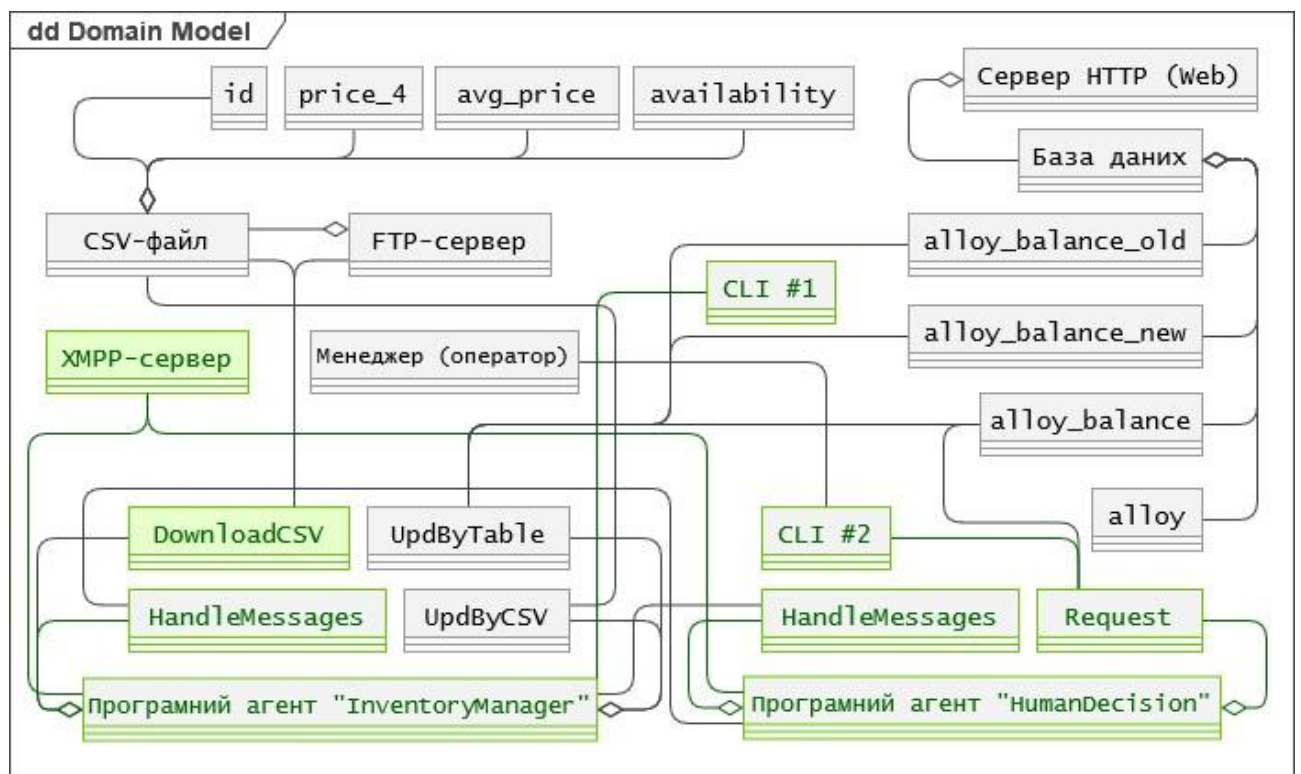 dd Domain Model
id
price_4
avg_price
availability
Сервер HTTP (Web)
База даних
CSV-файл
FTP-сервер
alloy_balance_old
CLI #1
alloy_balance_new
XMPP-сервер
Менеджер (оператор)
alloy_balance
alloy
DownloadCSV
UpdByTable
CLI #2
HandleMessages
UpdByCSV
HandleMessages
Request
Програмний агент "InventoryManager"
Програмний агент "HumanDecision"